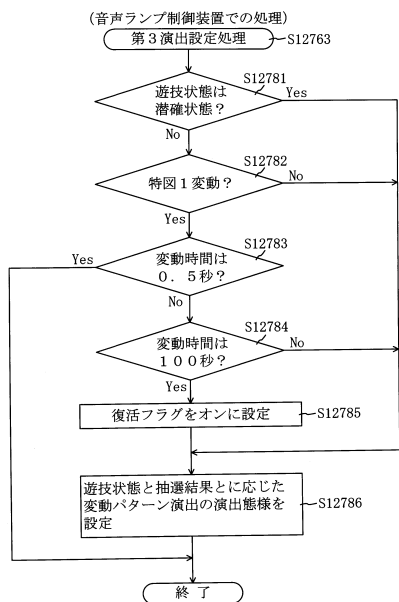 (音声ランプ制御装置での処理)
第3演出設定処理
S12763
S12781
遊技状態は
潜確状態?
Yes
No
S12782
特図1変動?
No
Yes
S12783
Yes
変動時間は
0.5秒?
No
S12784
変動時間は
100秒?
No
Yes
復活フラグをオンに設定
S12785
遊技状態と抽選結果とに応じた
変動パターン演出の演出態様を
設定
S12786
終了